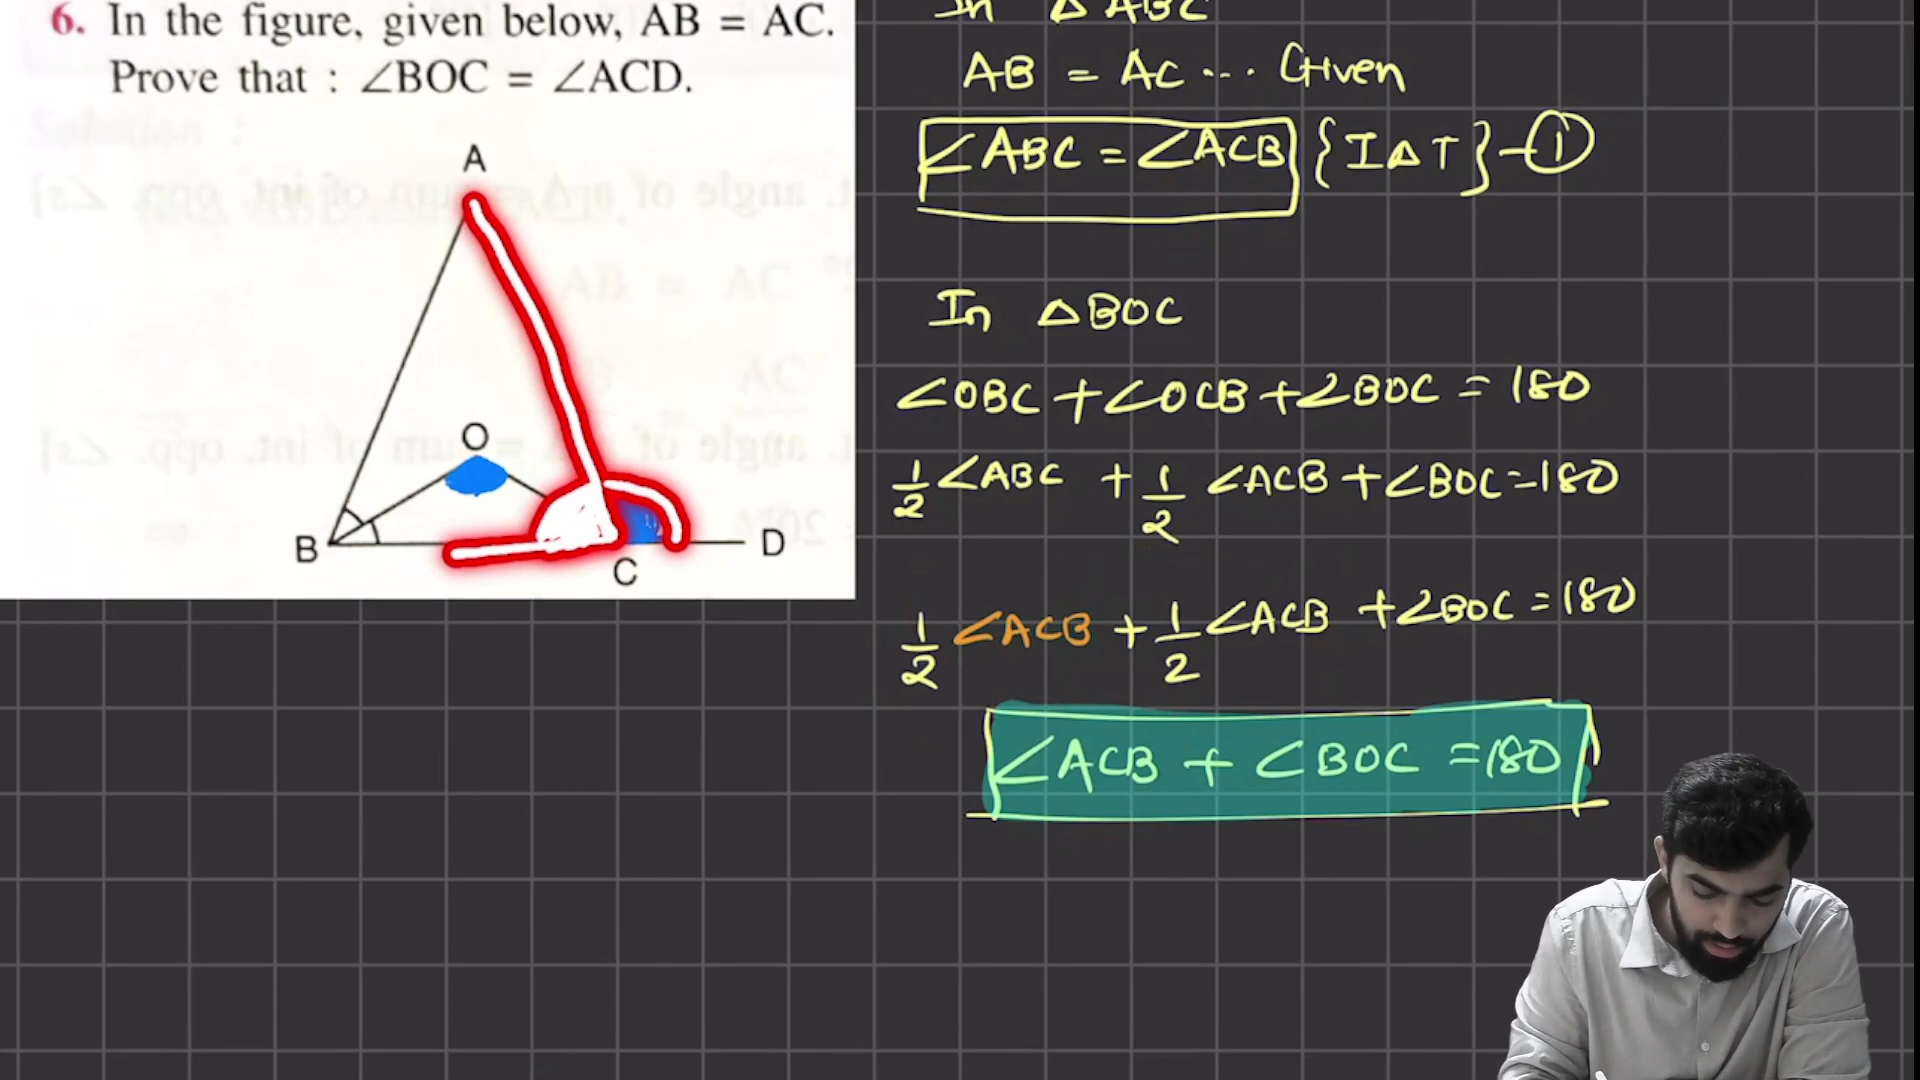 6. In the figure, given below, AB = AC.
Prove that : ∠BOC = ∠ACD.
A
O
B
C
D
In △ABC
AB = AC ... Given
∠ABC = ∠ACB {I△T} - ①
In △BOC
∠OBC + ∠OCB + ∠BOC = 180
1/2 ∠ABC + 1/2 ∠ACB + ∠BOC = 180
1/2 ∠ACB + 1/2 ∠ACB + ∠BOC = 180
∠ACB + ∠BOC = 180